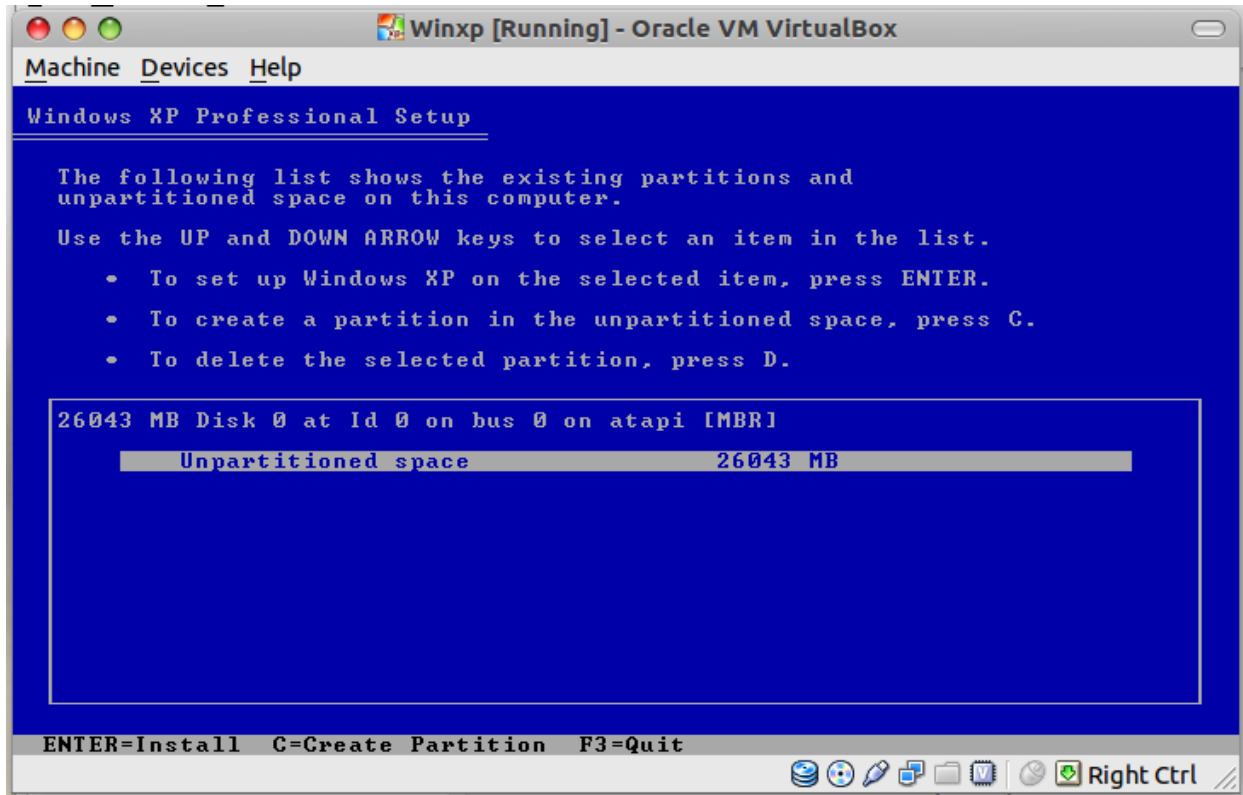 Winxp [Running] - Oracle VM VirtualBox
Machine Devices Help
Windows XP Professional Setup
The following list shows the existing partitions and
unpartitioned space on this computer.
Use the UP and DOWN ARROW keys to select an item in the list.
• To set up Windows XP on the selected item, press ENTER.
• To create a partition in the unpartitioned space, press C.
• To delete the selected partition, press D.
26043 MB Disk 0 at Id 0 on bus 0 on atapi [MBR]
Unpartitioned space 26043 MB
ENTER=Install C=Create Partition F3=Quit
Right Ctrl